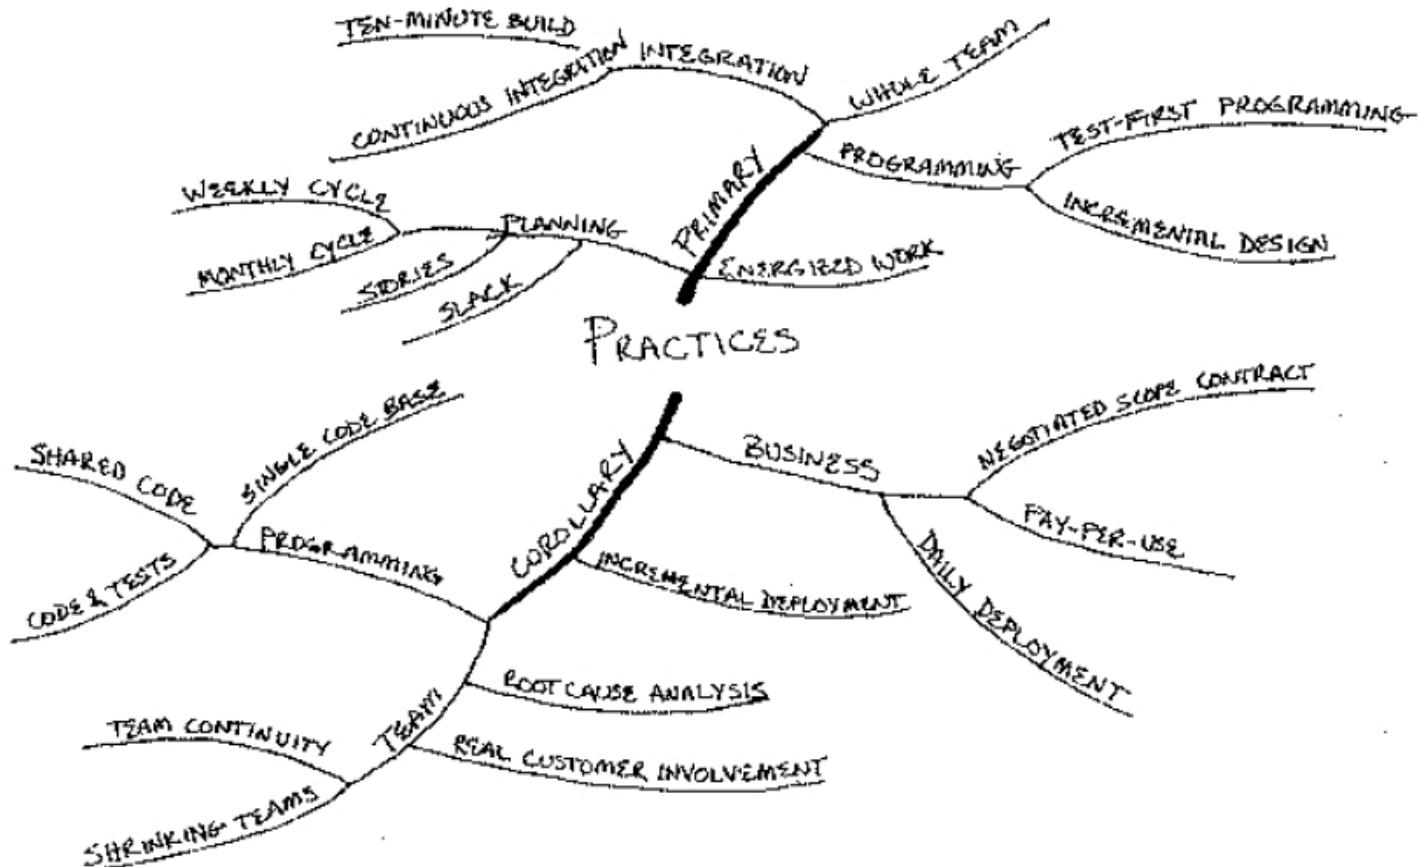 TEN-MINUTE BUILD
CONTINUOUS INTEGRATION
INTEGRATION
WHOLE TEAM
TEST-FIRST PROGRAMMING
PROGRAMMING
INCREMENTAL DESIGN
PRIMARY
WEEKLY CYCLE
MONTHLY CYCLE
PLANNING
STORIES
SLACK
ENERGIZED WORK
PRACTICES
SHARED CODE
SINGLE CODE BASE
CODE & TESTS
PROGRAMMING
COROLLARY
BUSINESS
NEGOTIATED SCOPE CONTRACT
PAY-PER-USE
DAILY DEPLOYMENT
INCREMENTAL DEPLOYMENT
TEAM
ROOT CAUSE ANALYSIS
REAL CUSTOMER INVOLVEMENT
TEAM CONTINUITY
SHRINKING TEAMS